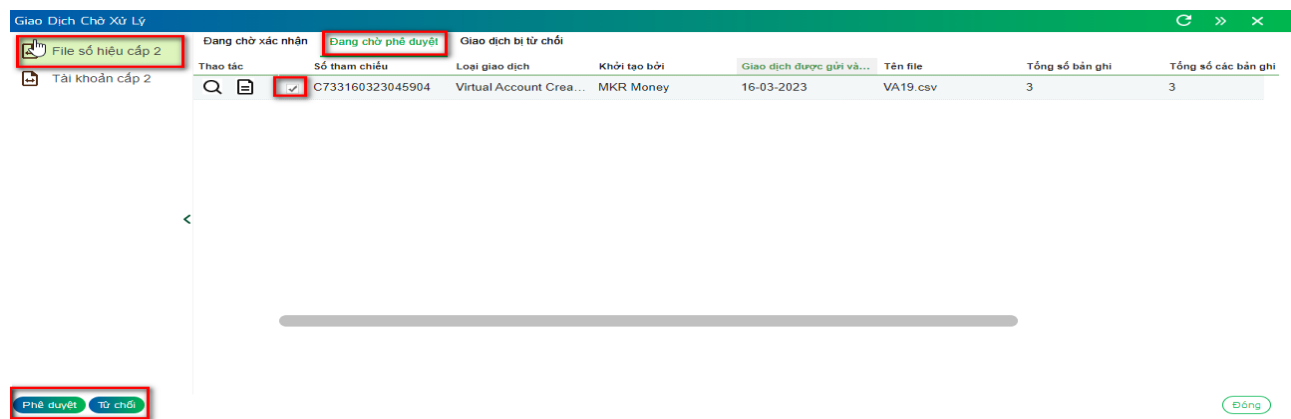 Giao Dịch Chờ Xử Lý
File số hiệu cấp 2
Tài khoản cấp 2
Đang chờ xác nhận Đang chờ phê duyệt Giao dịch bị từ chối
Thao tác Số tham chiếu Loại giao dịch Khởi tạo bởi Giao dịch được gửi và... Tên file Tổng số bản ghi Tổng số các bản ghi
C733160323045904 Virtual Account Crea... MKR Money 16-03-2023 VA19.csv 3 3
Phê duyệt Từ chối Đóng